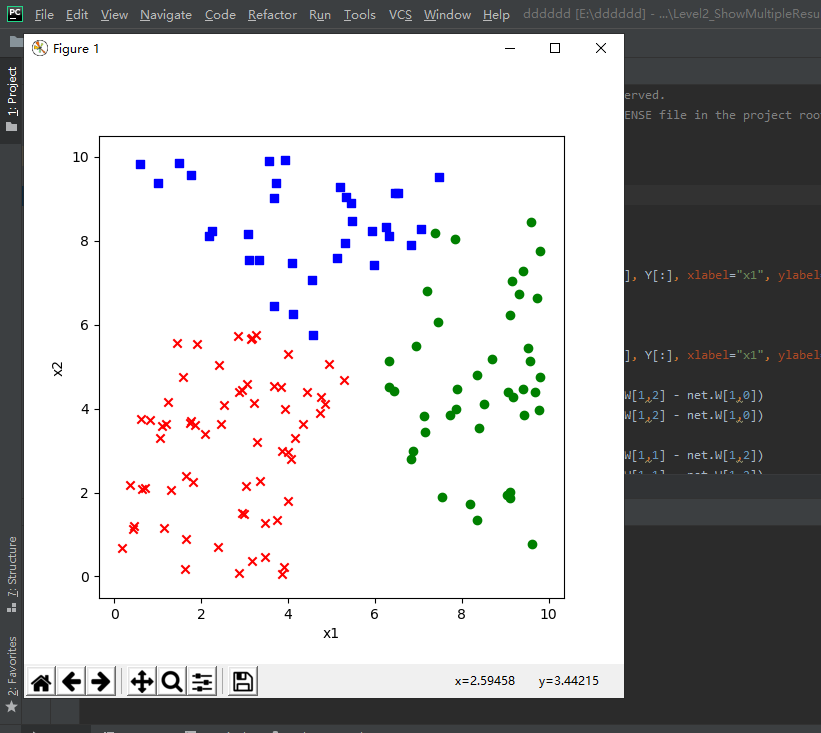 PC File Edit View Navigate Code Refactor Run Tools VCS Window Help dddddd [E:\dddddd] - ...\Level2_ShowMultipleResu
Figure 1
1: Project
erved.
ENSE file in the project roo
], Y[:], xlabel="x1", ylabel
], Y[:], xlabel="x1", ylabel
W[1,2] - net.W[1,0])
W[1,2] - net.W[1,0])
W[1,1] - net.W[1,2])
10
8
6
4
2
0
x2
0 2 4 6 8 10
x1
7: Structure
2: Favorites
x=2.59458 y=3.44215